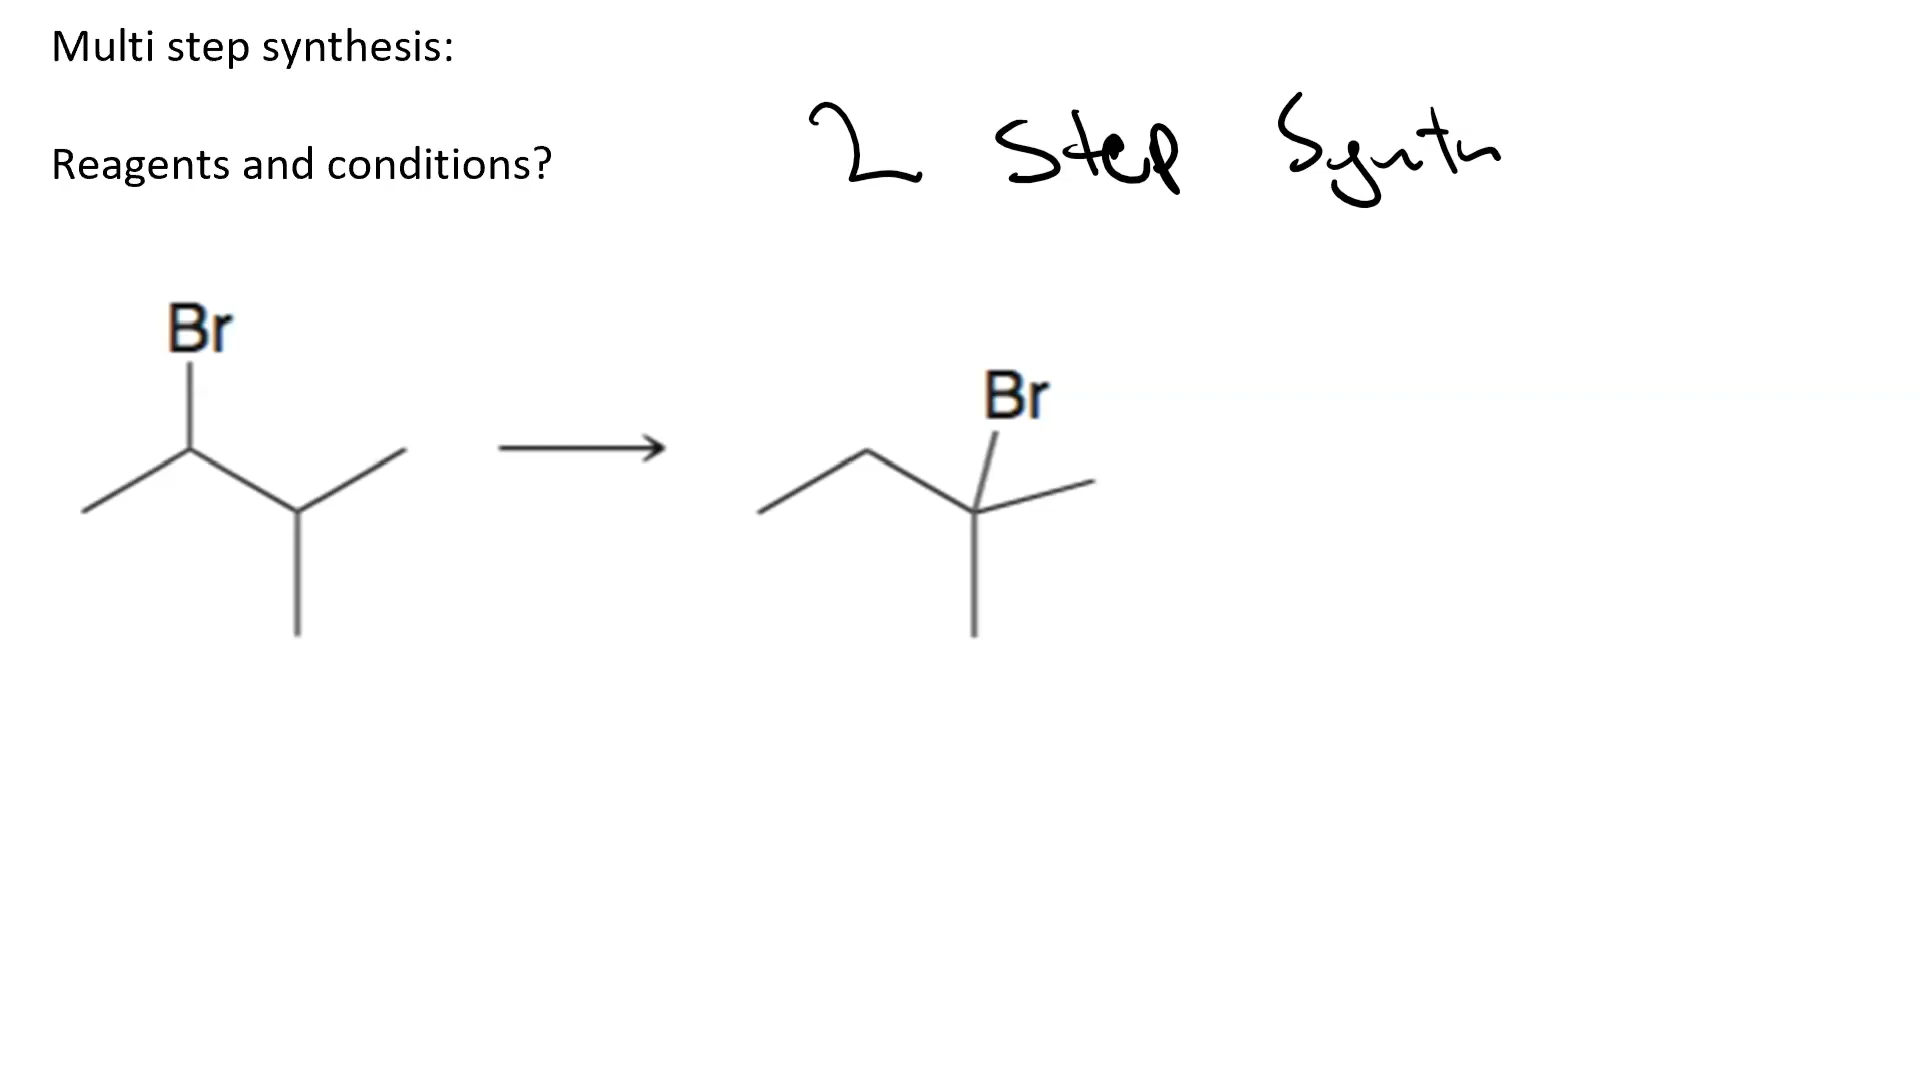 Multi step synthesis:
2 Step Synth
Reagents and conditions?
Br
Br